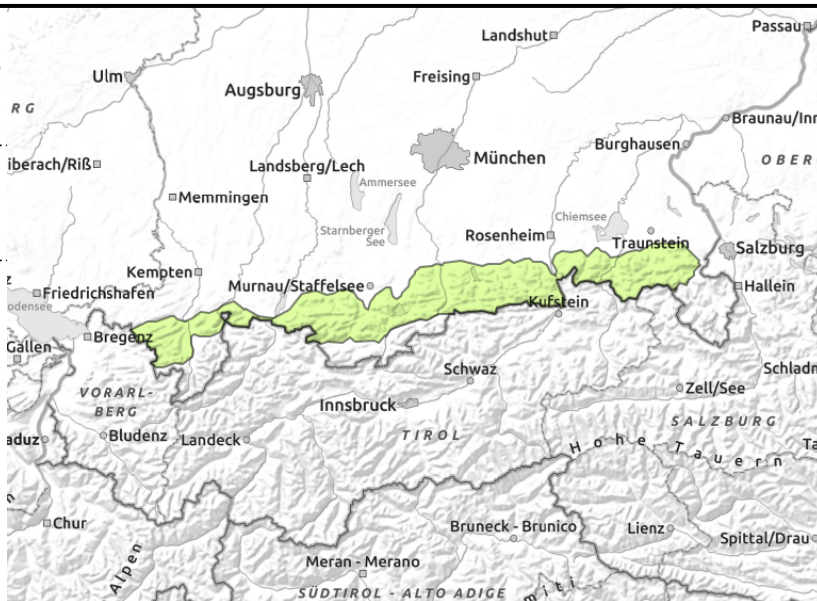 Passau
Landshut
Ulm
Freising
Augsburg
RG
Braunau/Inn
Burghausen
iberach/Riß
München
OBER
Landsberg/Lech
Ammersee
Memmingen
Chiemsee
Starnberger
See
Rosenheim
Traunstein
Salzburg
Kempten
Murnau/Staffelsee
Hallein
z
Friedrichshafen
odensee
Kufstein
Bregenz
Gallen
Schwaz
Schladm
VORARL-
BERG
Zell/See
Innsbruck
SALZBURG
aduz
Bludenz
Landeck
TIROL
Hohe Tauern
Ta
n
Chur
Bruneck - Brunico
Lienz
Spittal/Drau
Alpen
Meran - Merano
miti
SÜDTIROL - ALTO ADIGE